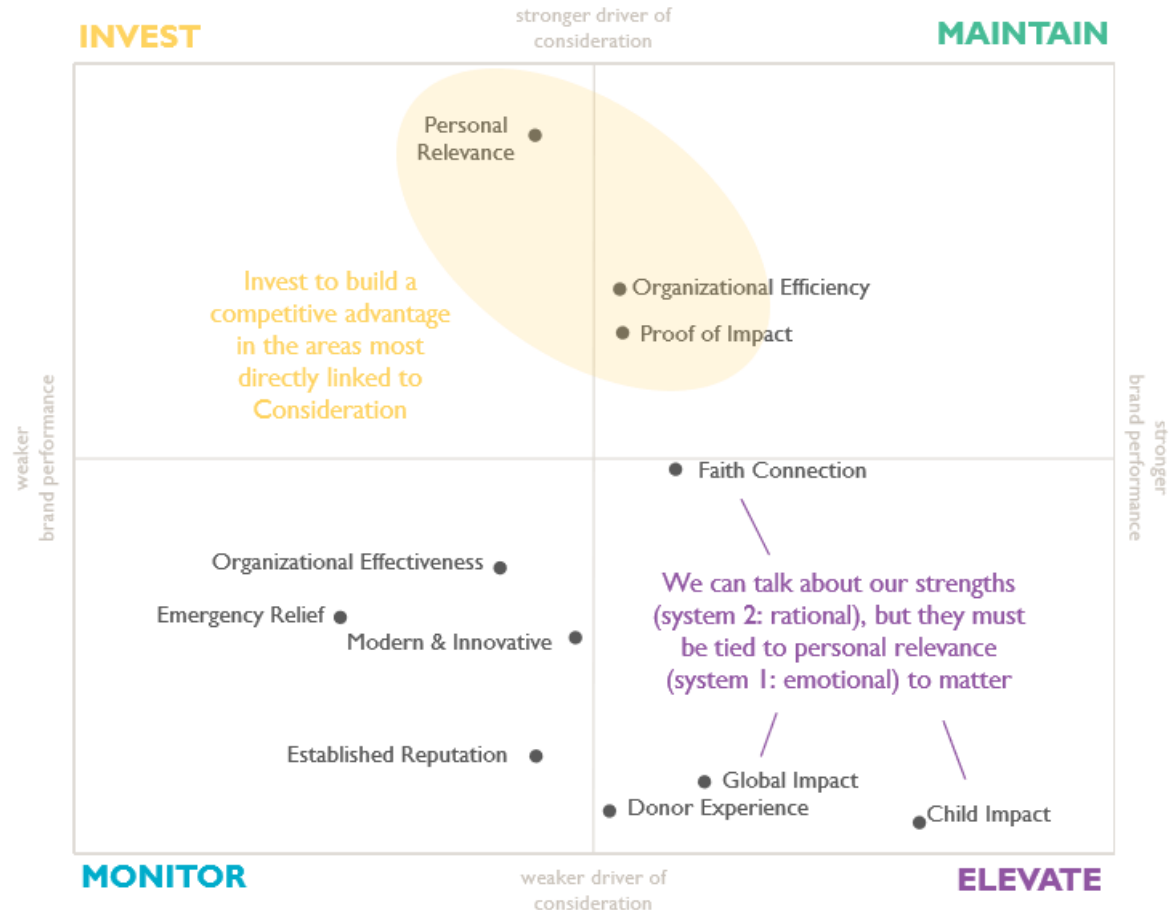 stronger driver of
consideration
INVEST
MAINTAIN
Personal
Relevance
Invest to build a
competitive advantage
in the areas most
directly linked to
Consideration
Organizational Efficiency
Proof of Impact
weaker
brand performance
stronger
brand performance
Faith Connection
Organizational Effectiveness
Emergency Relief
Modern & Innovative
Established Reputation
We can talk about our strengths
(system 2: rational), but they must
be tied to personal relevance
(system 1: emotional) to matter
Global Impact
Donor Experience
Child Impact
MONITOR
weaker driver of
consideration
ELEVATE